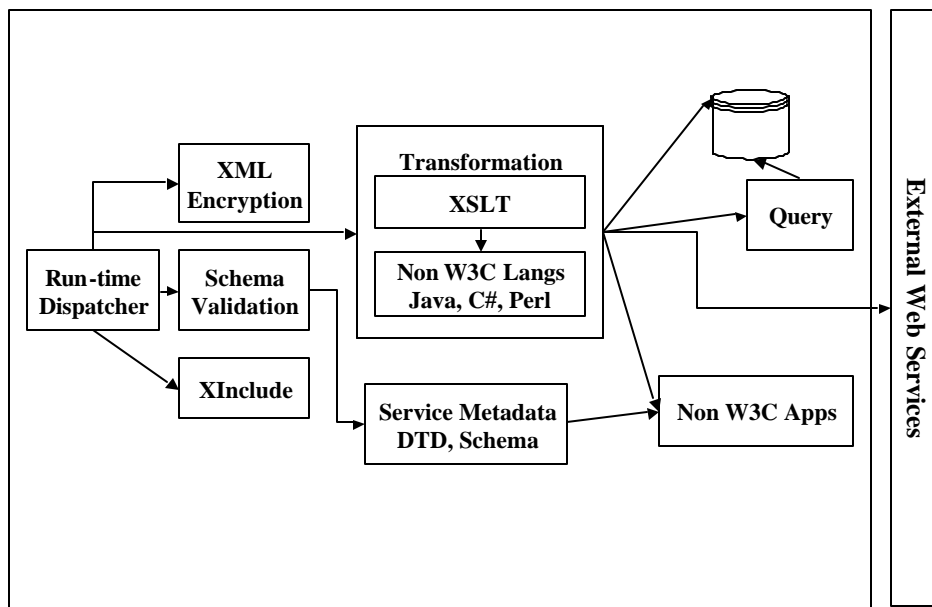 XML
Encryption
Run-time
Dispatcher
Schema
Validation
XInclude
Transformation
XSLT
Non W3C Langs
Java, C#, Perl
Service Metadata
DTD, Schema
Query
Non W3C Apps
External Web Services